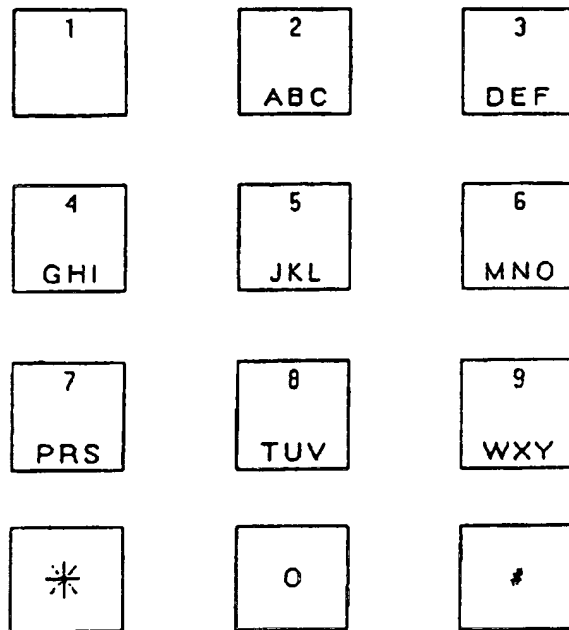 1 2 3
ABC DEF
4 5 6
GHI JKL MNO
7 8 9
PRS TUV WXY
* 0 #